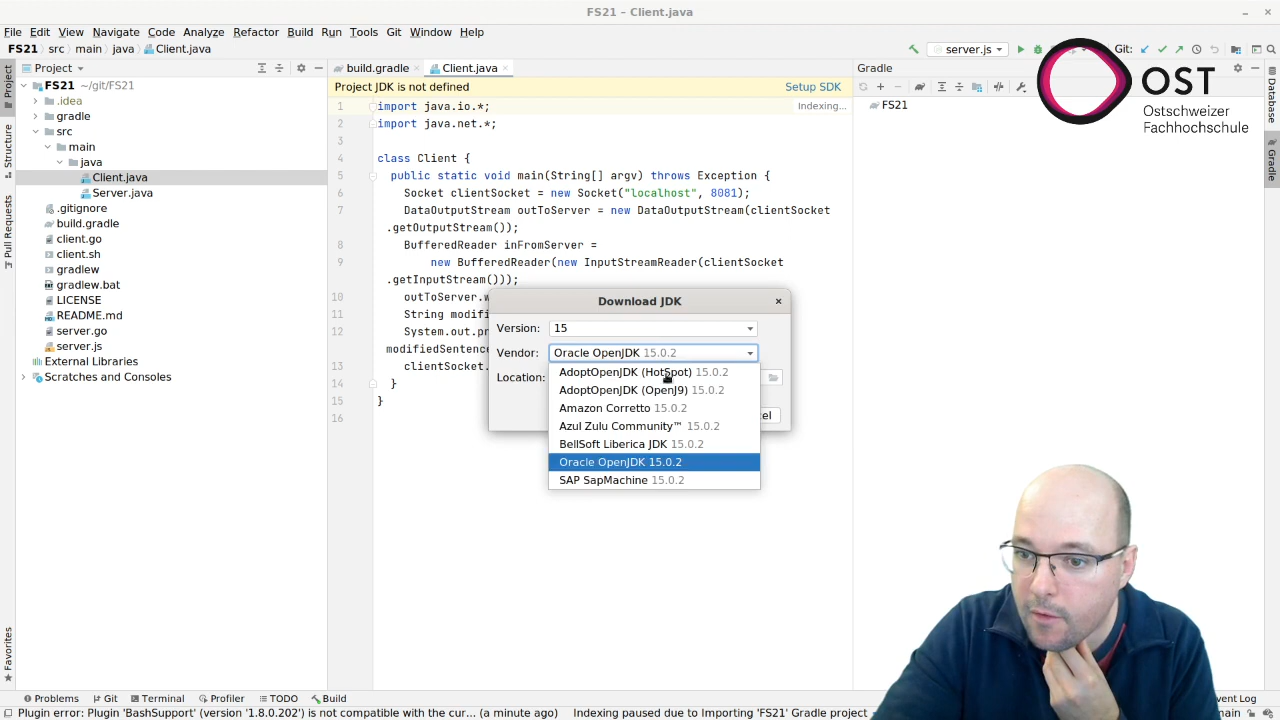 FS21 – Client.java
File Edit View Navigate Code Analyze Refactor Build Run Tools Git Window Help
FS21 src main java Client.java
server.js
Git:
Project
FS21 ~/git/FS21
.idea
gradle
src
main
java
Client.java
Server.java
.gitignore
build.gradle
client.go
client.sh
gradlew
gradlew.bat
LICENSE
README.md
server.go
server.js
External Libraries
Scratches and Consoles
Project
Structure
Pull Requests
Favorites
build.gradle
Client.java
Project JDK is not defined
Setup SDK
Indexing...
1 import java.io.*;
2 import java.net.*;
3
4 class Client {
5 public static void main(String[] argv) throws Exception {
6 Socket clientSocket = new Socket("localhost", 8081);
7 DataOutputStream outToServer = new DataOutputStream(clientSocket
.getOutputStream());
8 BufferedReader inFromServer =
9 new BufferedReader(new InputStreamReader(clientSocket
.getInputStream()));
10 outToServer.w
11 String modifi
12 System.out.pr
modifiedSentence
13 clientSocket.
14 }
15 }
16
Download JDK
Version: 15
Vendor: Oracle OpenJDK 15.0.2
Location:
AdoptOpenJDK (HotSpot) 15.0.2
AdoptOpenJDK (OpenJ9) 15.0.2
Amazon Corretto 15.0.2
Azul Zulu Community™ 15.0.2
BellSoft Liberica JDK 15.0.2
Oracle OpenJDK 15.0.2
SAP SapMachine 15.0.2
el
Gradle
FS21
Database
Gradle
OST
Ostschweizer
Fachhochschule
Problems Git Terminal Profiler TODO Build
vent Log
Plugin error: Plugin 'BashSupport' (version '1.8.0.202') is not compatible with the cur... (a minute ago)
Indexing paused due to Importing 'FS21' Gradle project
main